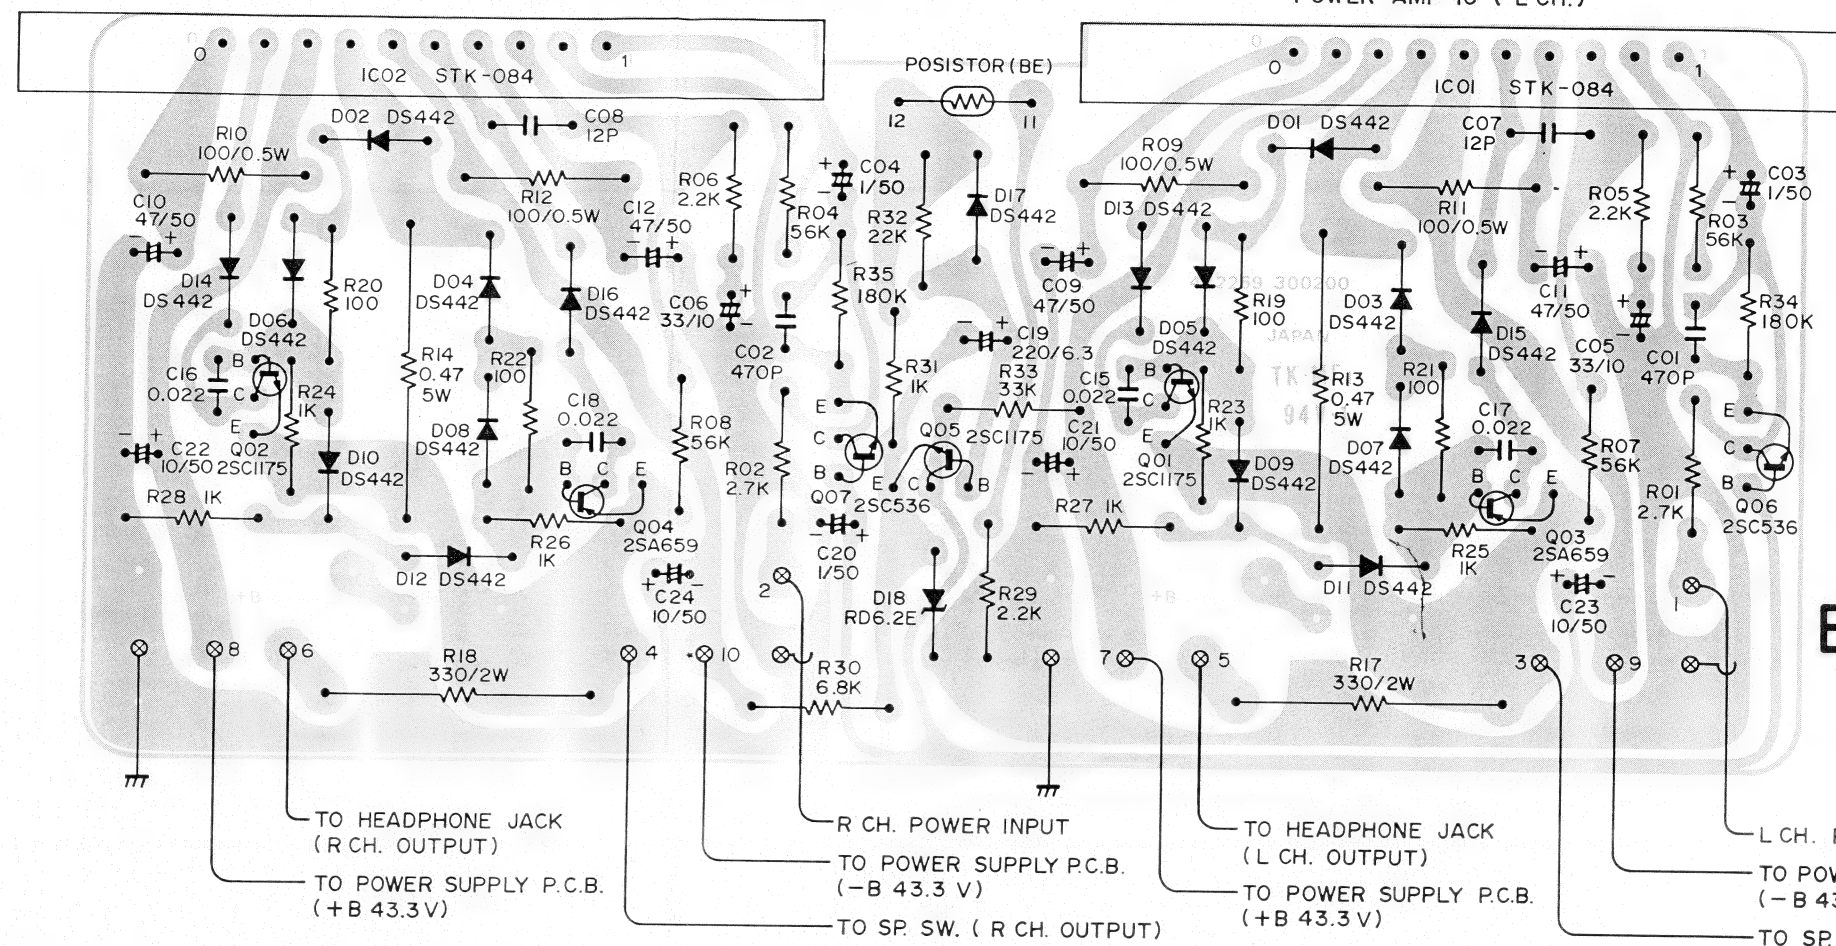 POWER AMP IC ( L CH.)
0
1
IC02 STK-084
POSISTOR(BE)
12
11
0
1
IC01 STK-084
D02 DS442
C08
12P
R10
100/0.5W
R12
100/0.5W
C10
47/50
C12
47/50
R06
2.2K
R04
56K
C04
1/50
R32
22K
D17
DS442
D14
DS442
D06
DS442
R20
100
D04
DS442
D16
DS442
C06
33/10
C02
470P
R35
180K
C16
0.022
B
C
E
R24
1K
Q02
2SC1175
R14
0.47
5W
R22
100
C18
0.022
R08
56K
R31
1K
C19
220/6.3
R33
33K
C22
10/50
D10
DS442
D08
DS442
B
C
E
R02
2.7K
E
C
B
Q07
2SC536
Q05
2SC1175
E
C
B
R28 1K
R26
1K
Q04
2SA659
D12 DS442
C24
10/50
C20
1/50
D18
RD6.2E
R29
2.2K
2
8
6
4
10
R18
330/2W
R30
6.8K
D01 DS442
C07
12P
R09
100/0.5W
D13 DS442
R11
100/0.5W
R05
2.2K
R03
56K
C03
1/50
C09
47/50
C11
47/50
2269 300200
JAPAN
R19
100
D05
DS442
D03
DS442
D15
DS442
C05
33/10
C01
470P
R34
180K
C15
0.022
B
C
E
R23
1K
Q01
2SC1175
R13
0.47
5W
R21
100
C17
0.022
R07
56K
C21
10/50
D09
DS442
D07
DS442
B
C
E
R01
2.7K
E
C
B
Q06
2SC536
R27 1K
R25
1K
Q03
2SA659
D11 DS442
C23
10/50
1
7
5
3
9
R17
330/2W
+B
+B
TO HEADPHONE JACK
(R CH. OUTPUT)
TO POWER SUPPLY P.C.B.
(+B 43.3V)
R CH. POWER INPUT
TO POWER SUPPLY P.C.B.
(-B 43.3 V)
TO SP. SW. ( R CH. OUTPUT)
TO HEADPHONE JACK
(L CH. OUTPUT)
TO POWER SUPPLY P.C.B.
(+B 43.3 V)
L CH.
TO POW
(-B 43
TO SP.